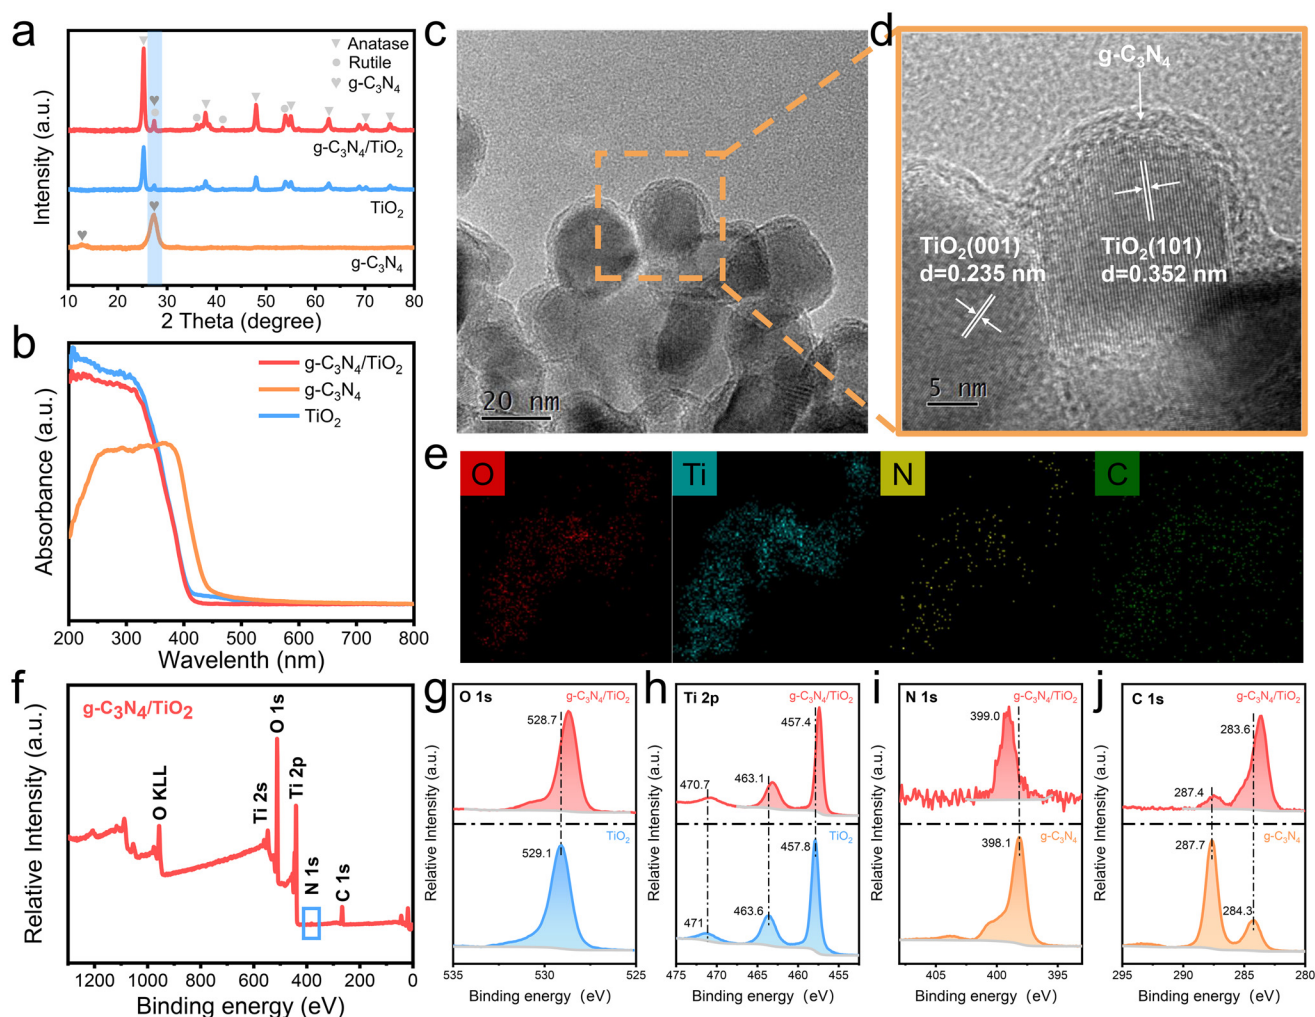 a
Intensity (a.u.)
Anatase
Rutile
g-C₃N₄
g-C₃N₄/TiO₂
TiO₂
g-C₃N₄
10 20 30 40 50 60 70 80
2 Theta (degree)
b
Absorbance (a.u.)
g-C₃N₄/TiO₂
g-C₃N₄
TiO₂
200 300 400 500 600 700 800
Wavelenth (nm)
c
20 nm
d
g-C₃N₄
TiO₂(001)
d=0.235 nm
TiO₂(101)
d=0.352 nm
5 nm
e
O
Ti
N
C
f
Relative Intensity (a.u.)
g-C₃N₄/TiO₂
O KLL
Ti 2s
O 1s
Ti 2p
N 1s
C 1s
1200 1000 800 600 400 200 0
Binding energy (eV)
g
Relative Intensity (a.u.)
O 1s
g-C₃N₄/TiO₂
528.7
TiO₂
529.1
535 530 525
Binding energy (eV)
h
Relative Intensity (a.u.)
Ti 2p
g-C₃N₄/TiO₂
457.4
463.1
470.7
TiO₂
457.8
463.6
471
475 470 465 460 455
Binding energy (eV)
i
Relative Intensity (a.u.)
N 1s
g-C₃N₄/TiO₂
399.0
g-C₃N₄
398.1
405 400 395
Binding energy (eV)
j
Relative Intensity (a.u.)
C 1s
g-C₃N₄/TiO₂
283.6
287.4
g-C₃N₄
287.7
284.3
295 290 285 280
Binding energy (eV)